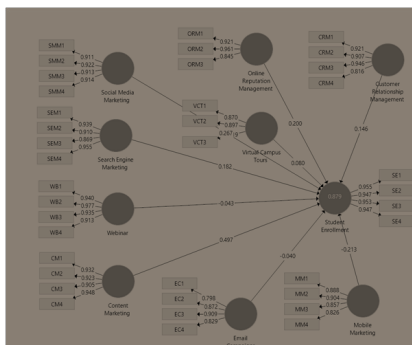 SMM1
SMM2
SMM3
SMM4
0.911
0.922
0.913
0.914
Social Media
Marketing
ORM1
ORM2
ORM3
0.921
0.961
0.845
Online
Reputation
Management
CRM1
CRM2
CRM3
CRM4
0.921
0.907
0.946
0.816
Customer
Relationship
Management
SEM1
SEM2
SEM3
SEM4
0.939
0.910
0.869
0.955
Search Engine
Marketing
VCT1
VCT2
VCT3
0.870
0.897
Virtual Campus
Tours
0.287
0.200
0.146
0.080
0.182
WB1
WB2
WB3
WB4
0.940
0.977
0.935
0.913
Webinar
-0.043
Student
Enrollment
0.955
0.947
0.953
0.947
SE1
SE2
SE3
SE4
CM1
CM2
CM3
CM4
0.932
0.923
0.905
0.948
Content
Marketing
0.497
-0.040
-0.213
EC1
EC2
EC3
EC4
0.798
0.872
0.909
0.829
Email
MM1
MM2
MM3
MM4
0.888
0.904
0.857
0.926
Mobile
Marketing